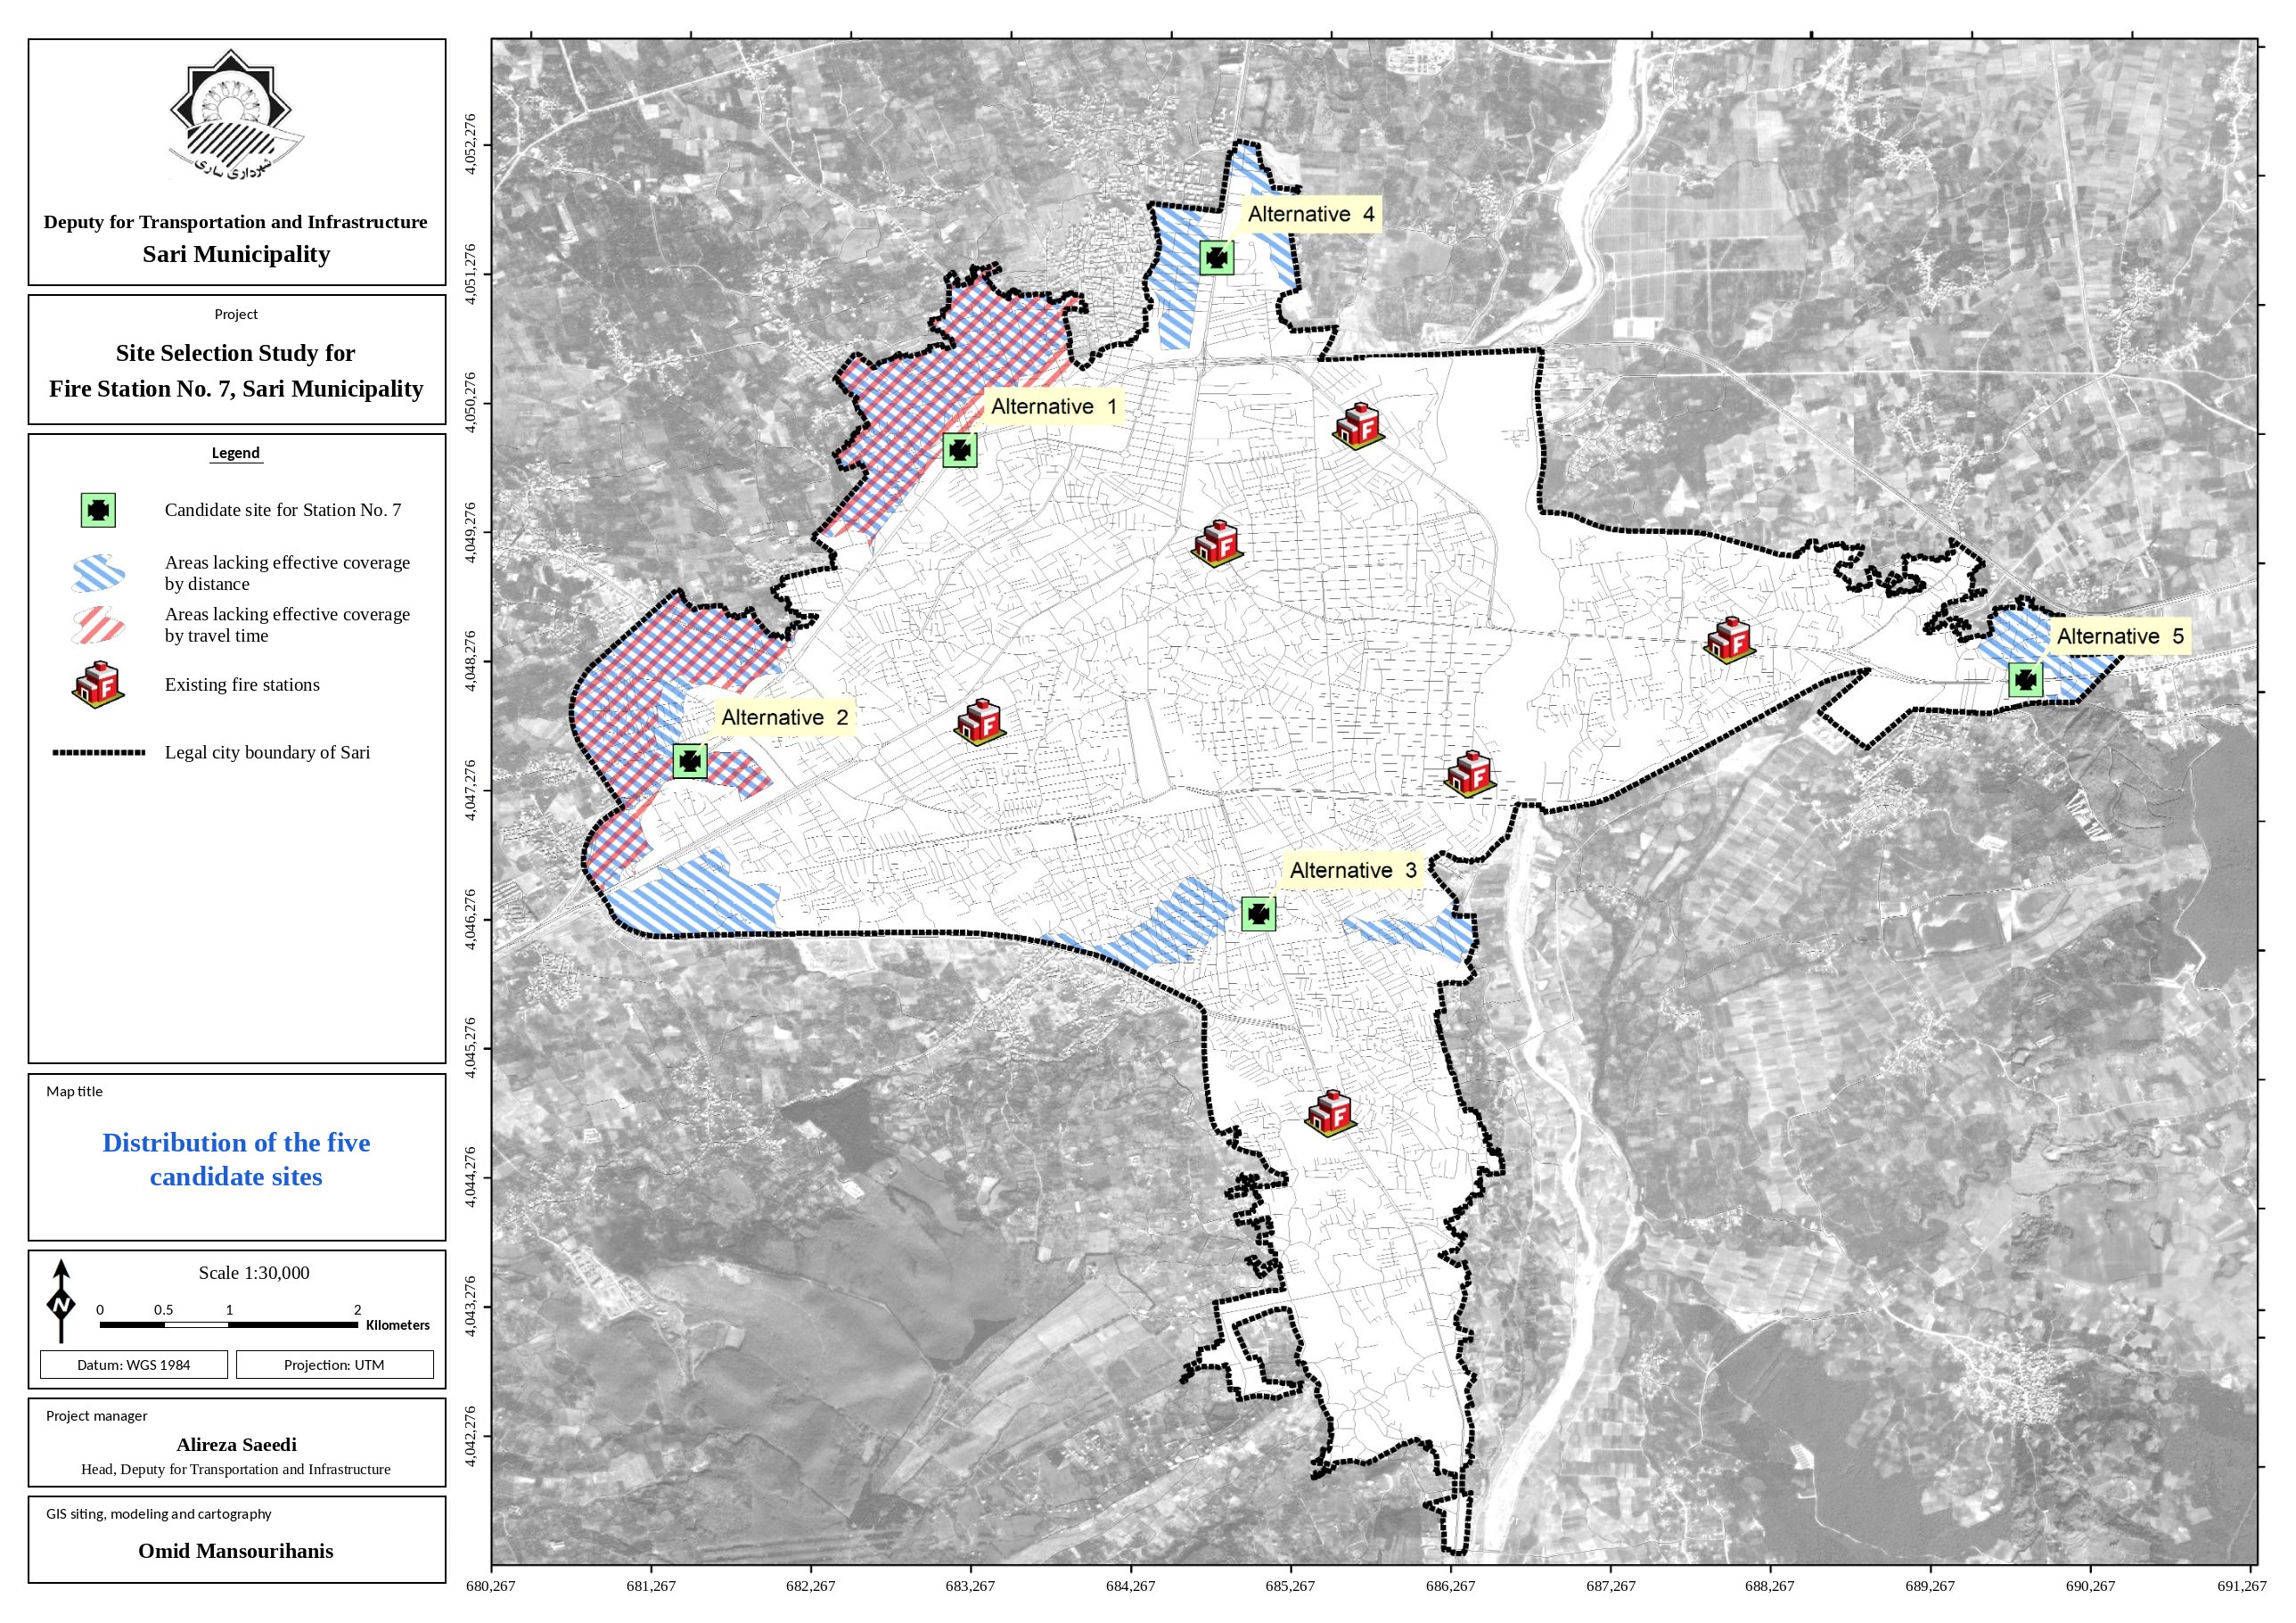 شهرداری ساری
Deputy for Transportation and Infrastructure
Sari Municipality
Project
Site Selection Study for
Fire Station No. 7, Sari Municipality
Legend
Candidate site for Station No. 7
Areas lacking effective coverage
by distance
Areas lacking effective coverage
by travel time
Existing fire stations
Legal city boundary of Sari
Map title
Distribution of the five
candidate sites
Scale 1:30,000
N
0 0.5 1 2
Kilometers
Datum: WGS 1984
Projection: UTM
Project manager
Alireza Saeedi
Head, Deputy for Transportation and Infrastructure
GIS siting, modeling and cartography
Omid Mansourihanis
4,052,276
4,051,276
4,050,276
4,049,276
4,048,276
4,047,276
4,046,276
4,045,276
4,044,276
4,043,276
4,042,276
Alternative 4
Alternative 1
Alternative 5
Alternative 2
Alternative 3
680,267 681,267 682,267 683,267 684,267 685,267 686,267 687,267 688,267 689,267 690,267 691,267